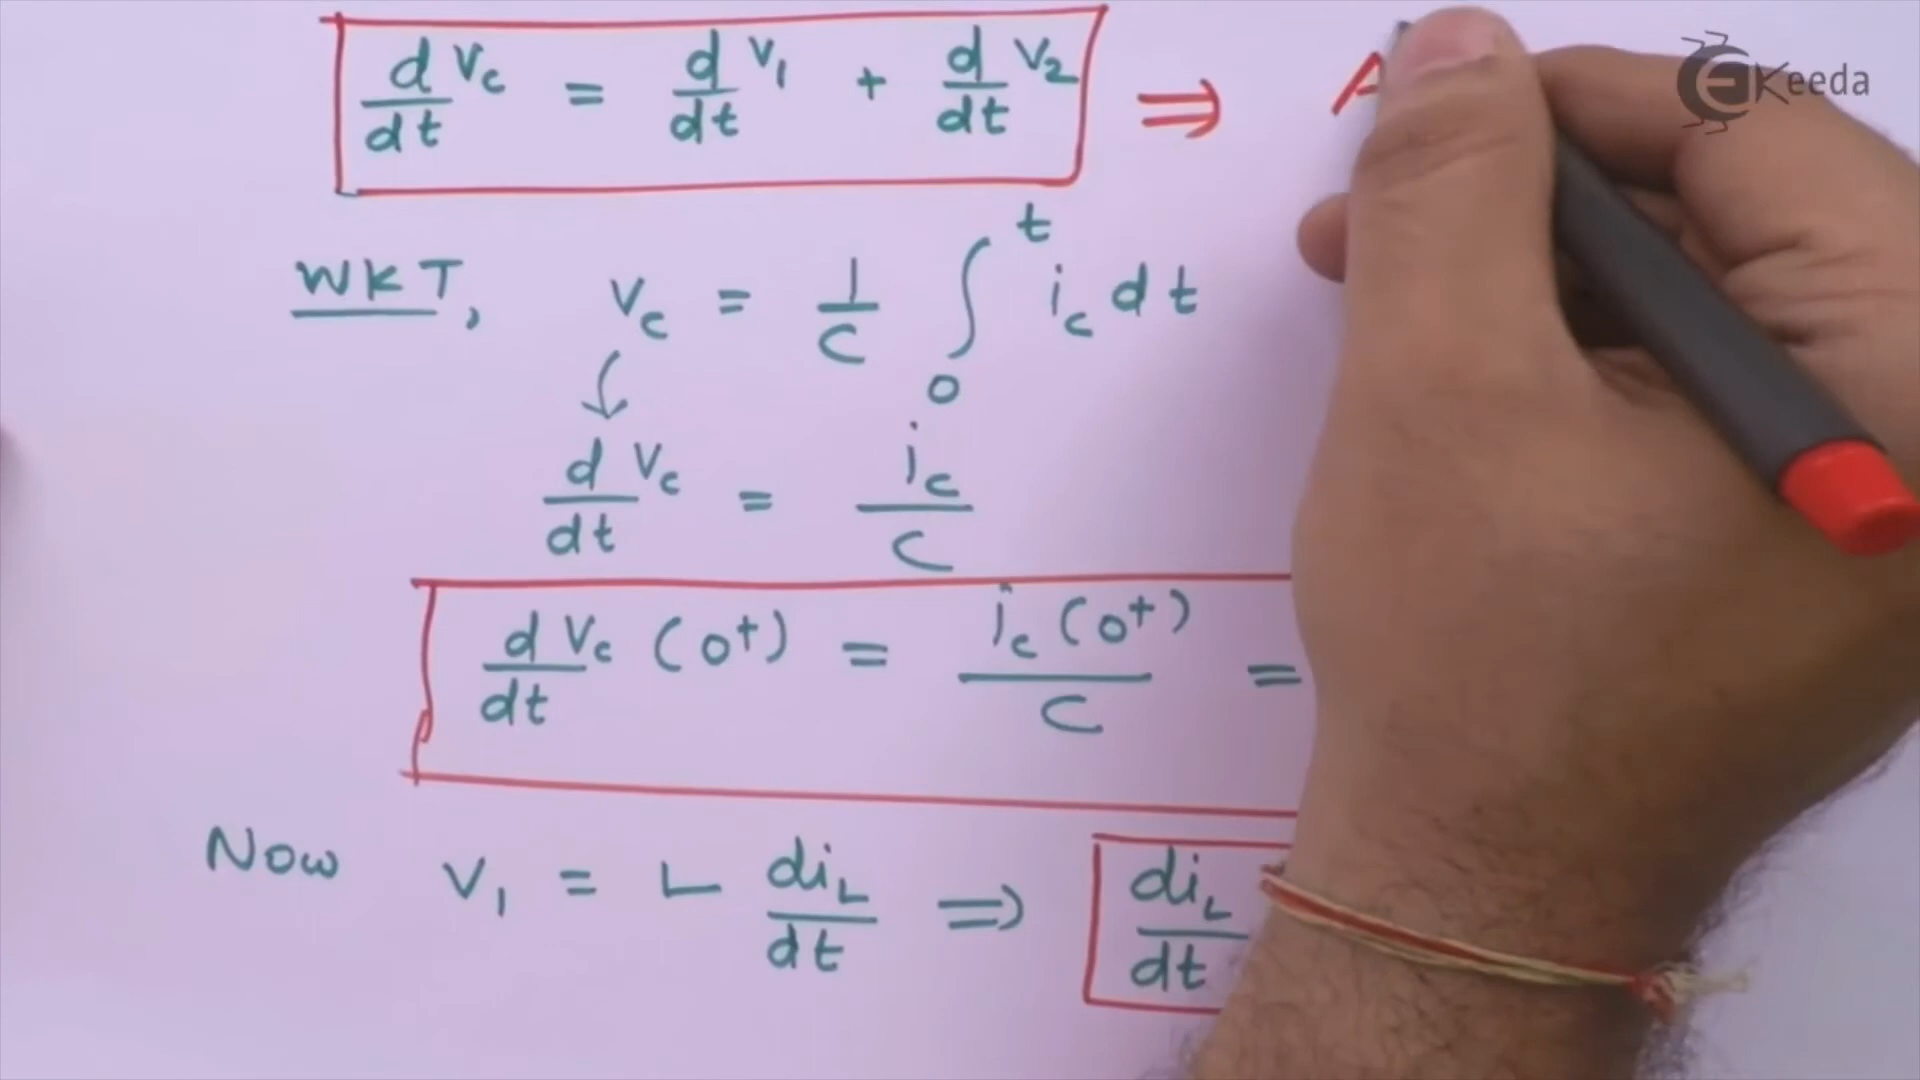 d/dt Vc = d/dt V1 + d/dt V2 ⇒ A
EKeeda
WKT, Vc = 1/C ∫₀ᵗ ic dt
↓
d/dt Vc = ic/C
d/dt Vc (0+) = ic(0+)/C =
Now V1 = L diL/dt ⇒ diL/dt